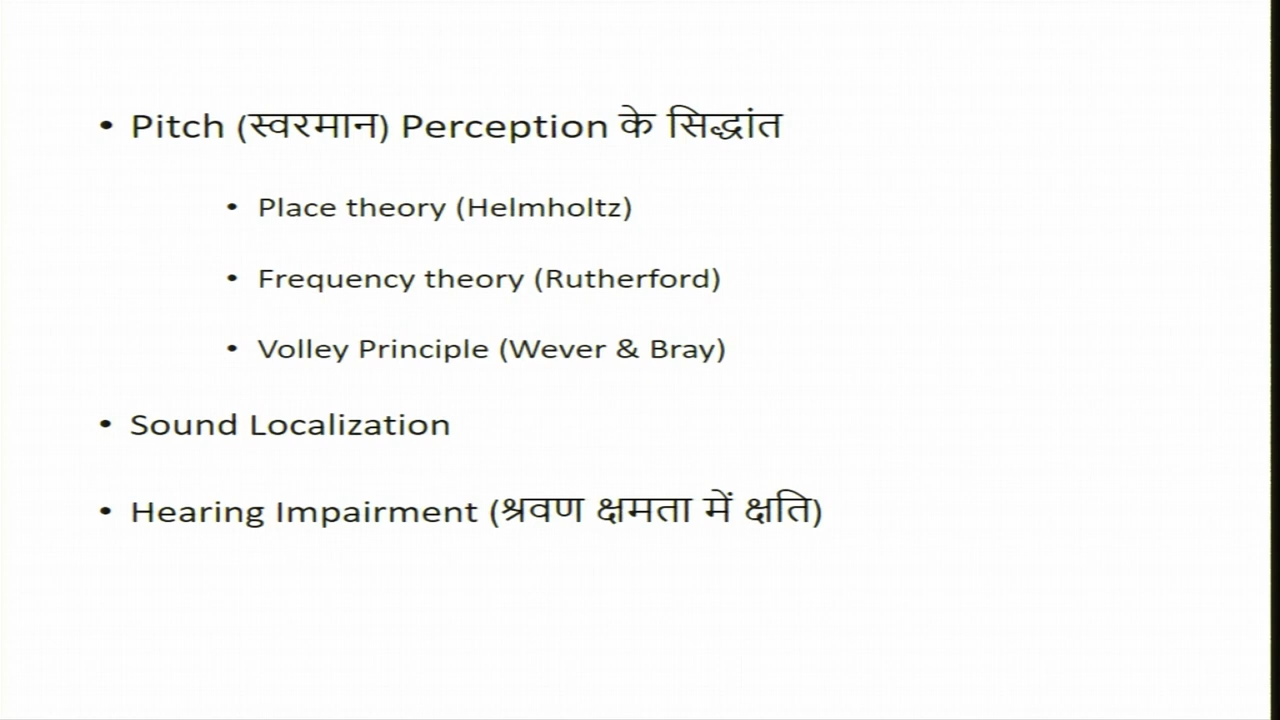 • Pitch (स्वरमान) Perception के सिद्धांत
• Place theory (Helmholtz)
• Frequency theory (Rutherford)
• Volley Principle (Wever & Bray)
• Sound Localization
• Hearing Impairment (श्रवण क्षमता में क्षति)